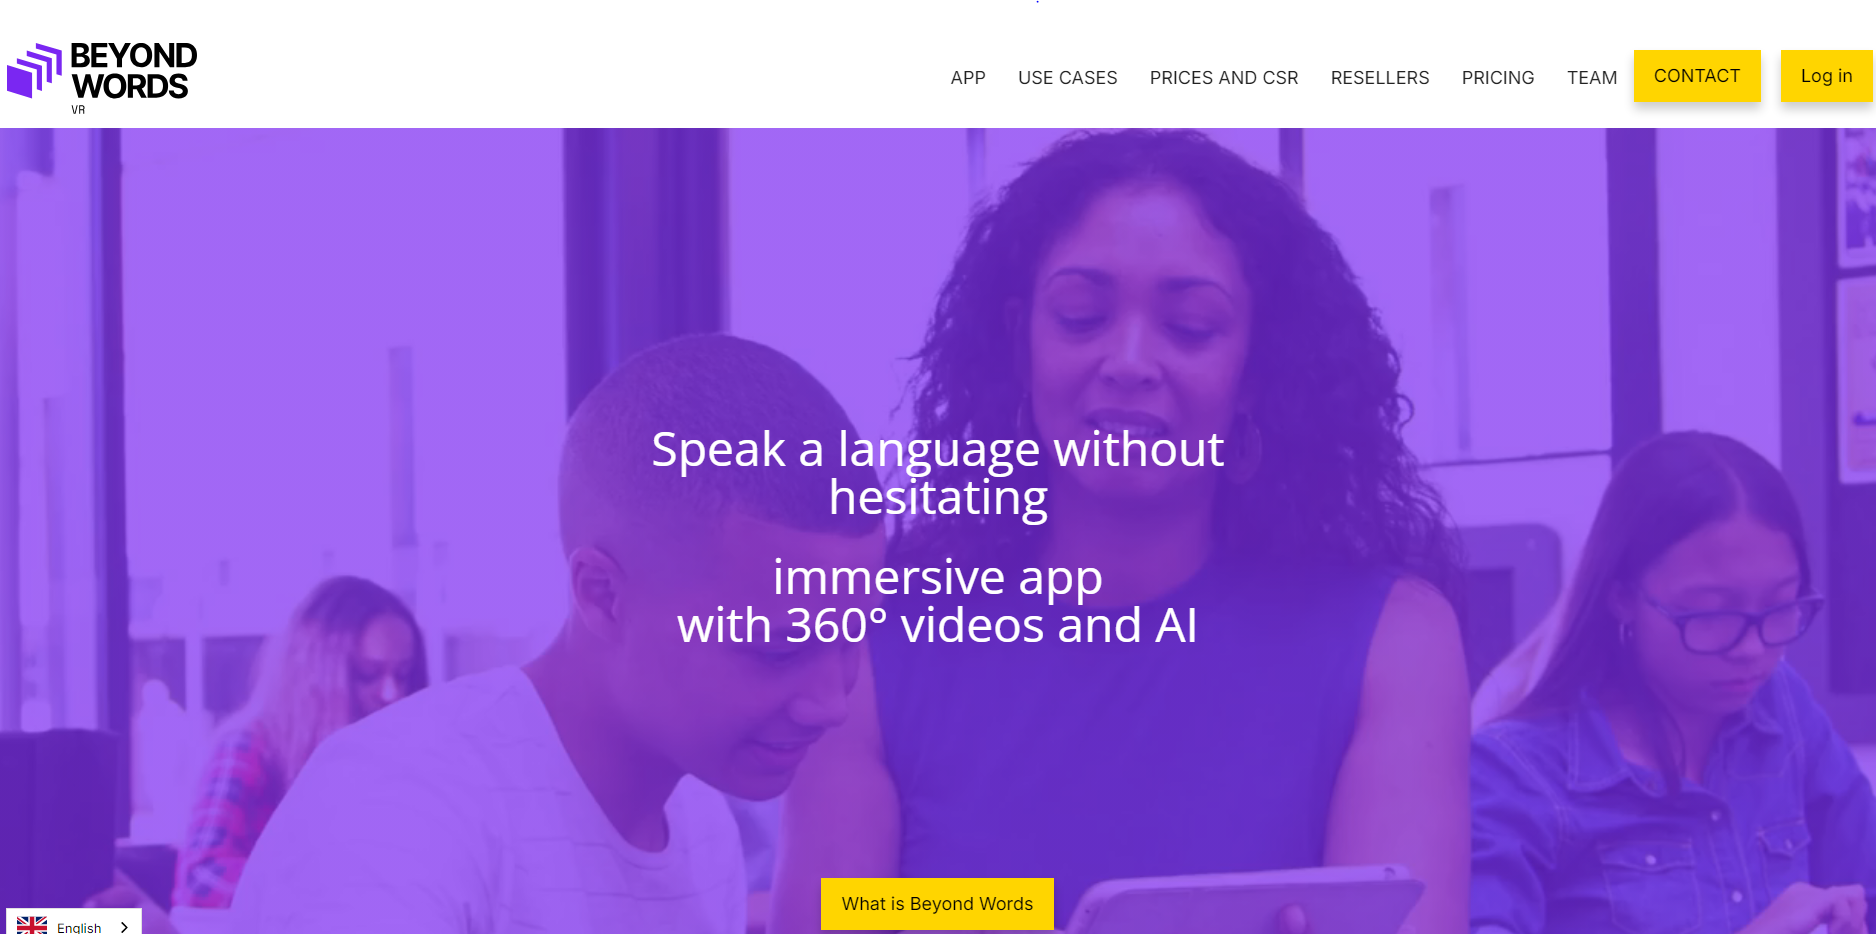 BEYOND
WORDS
VR
APP
USE CASES
PRICES AND CSR
RESELLERS
PRICING
TEAM
CONTACT
Log in
Speak a language without
hesitating
immersive app
with 360° videos and AI
What is Beyond Words
English